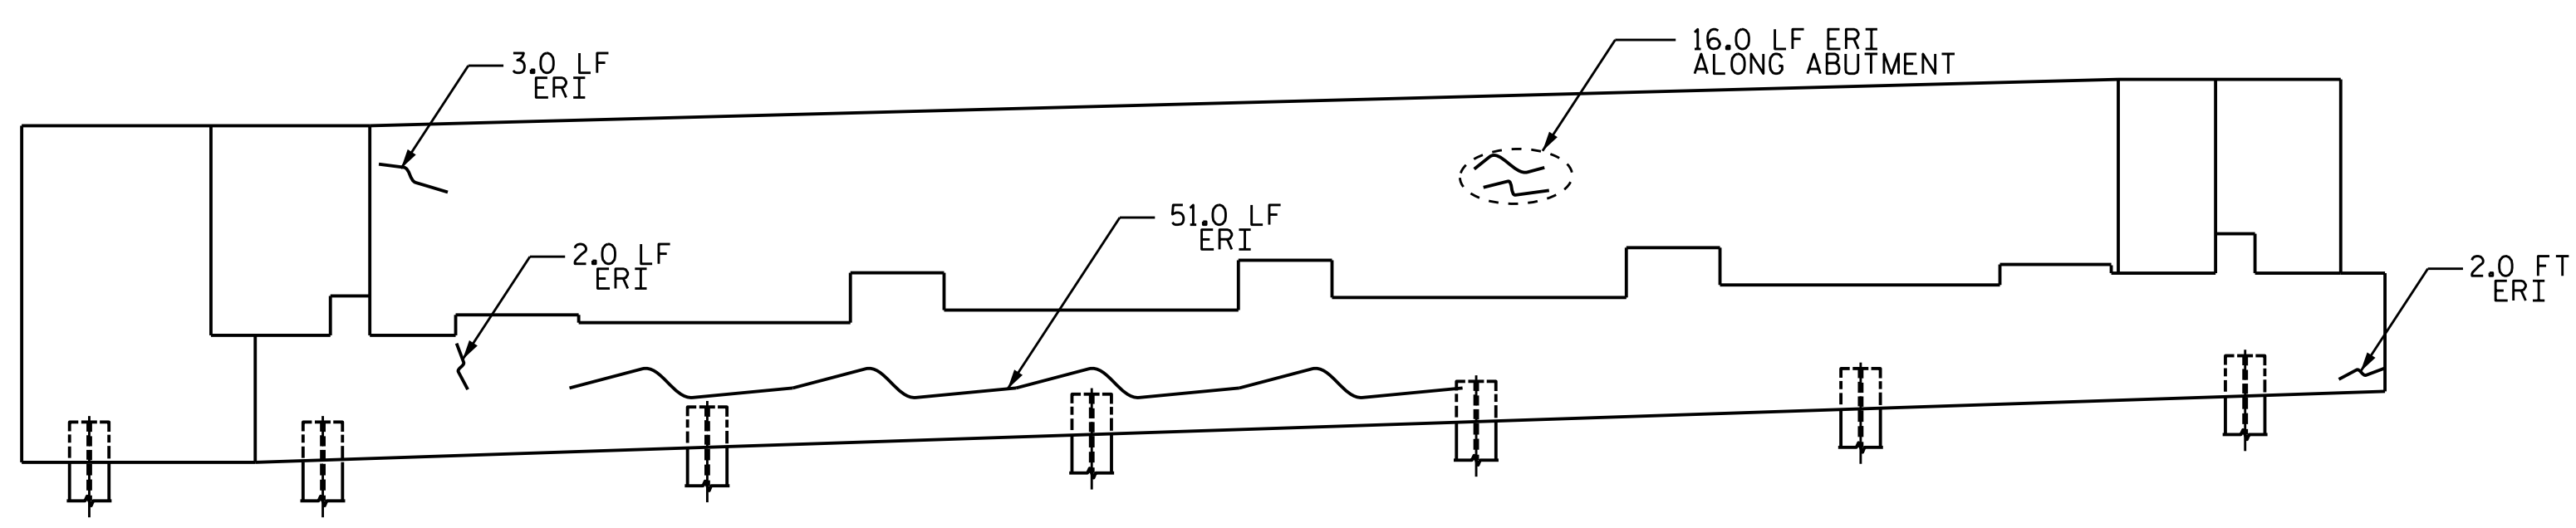 3.0 LF
ERI
16.0 LF ERI
ALONG ABUTMENT
51.0 LF
ERI
2.0 LF
ERI
2.0 FT
ERI